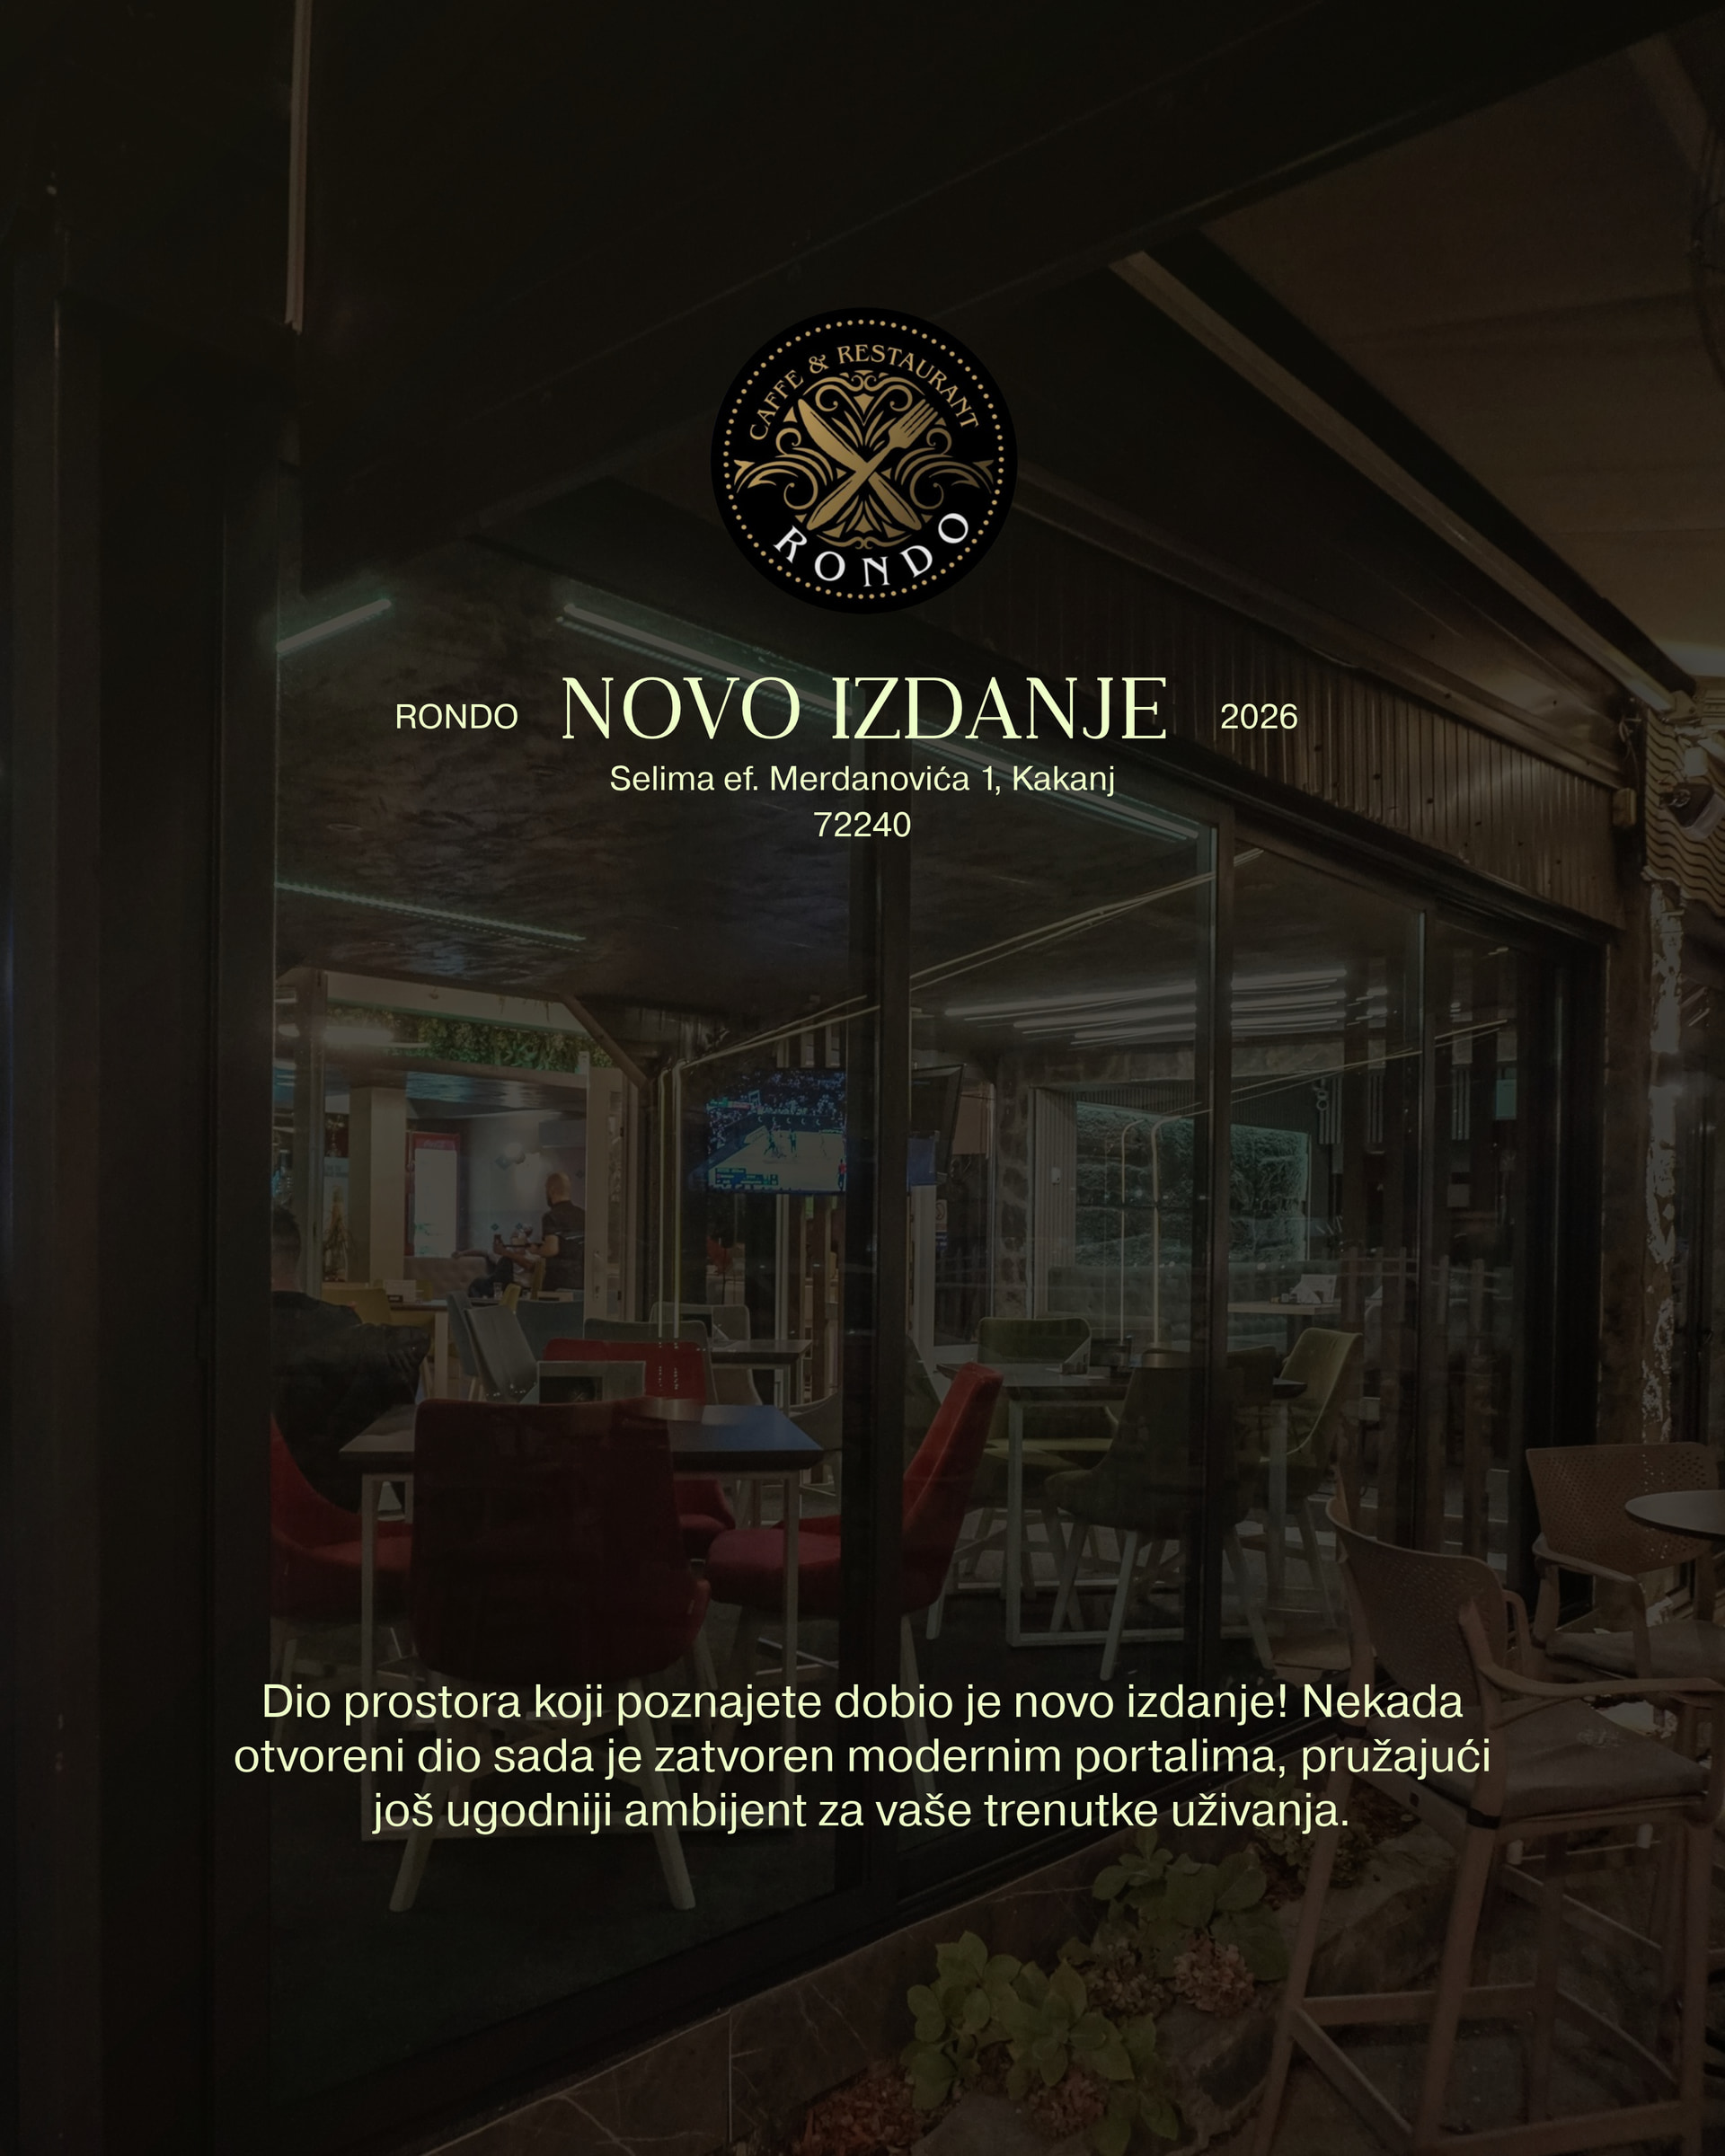 CAFFE & RESTAURANT
RONDO
RONDO NOVO IZDANJE 2026
Selima ef. Merdanovića 1, Kakanj
72240
Dio prostora koji poznajete dobio je novo izdanje! Nekada
otvoreni dio sada je zatvoren modernim portalima, pružajući
još ugodniji ambijent za vaše trenutke uživanja.